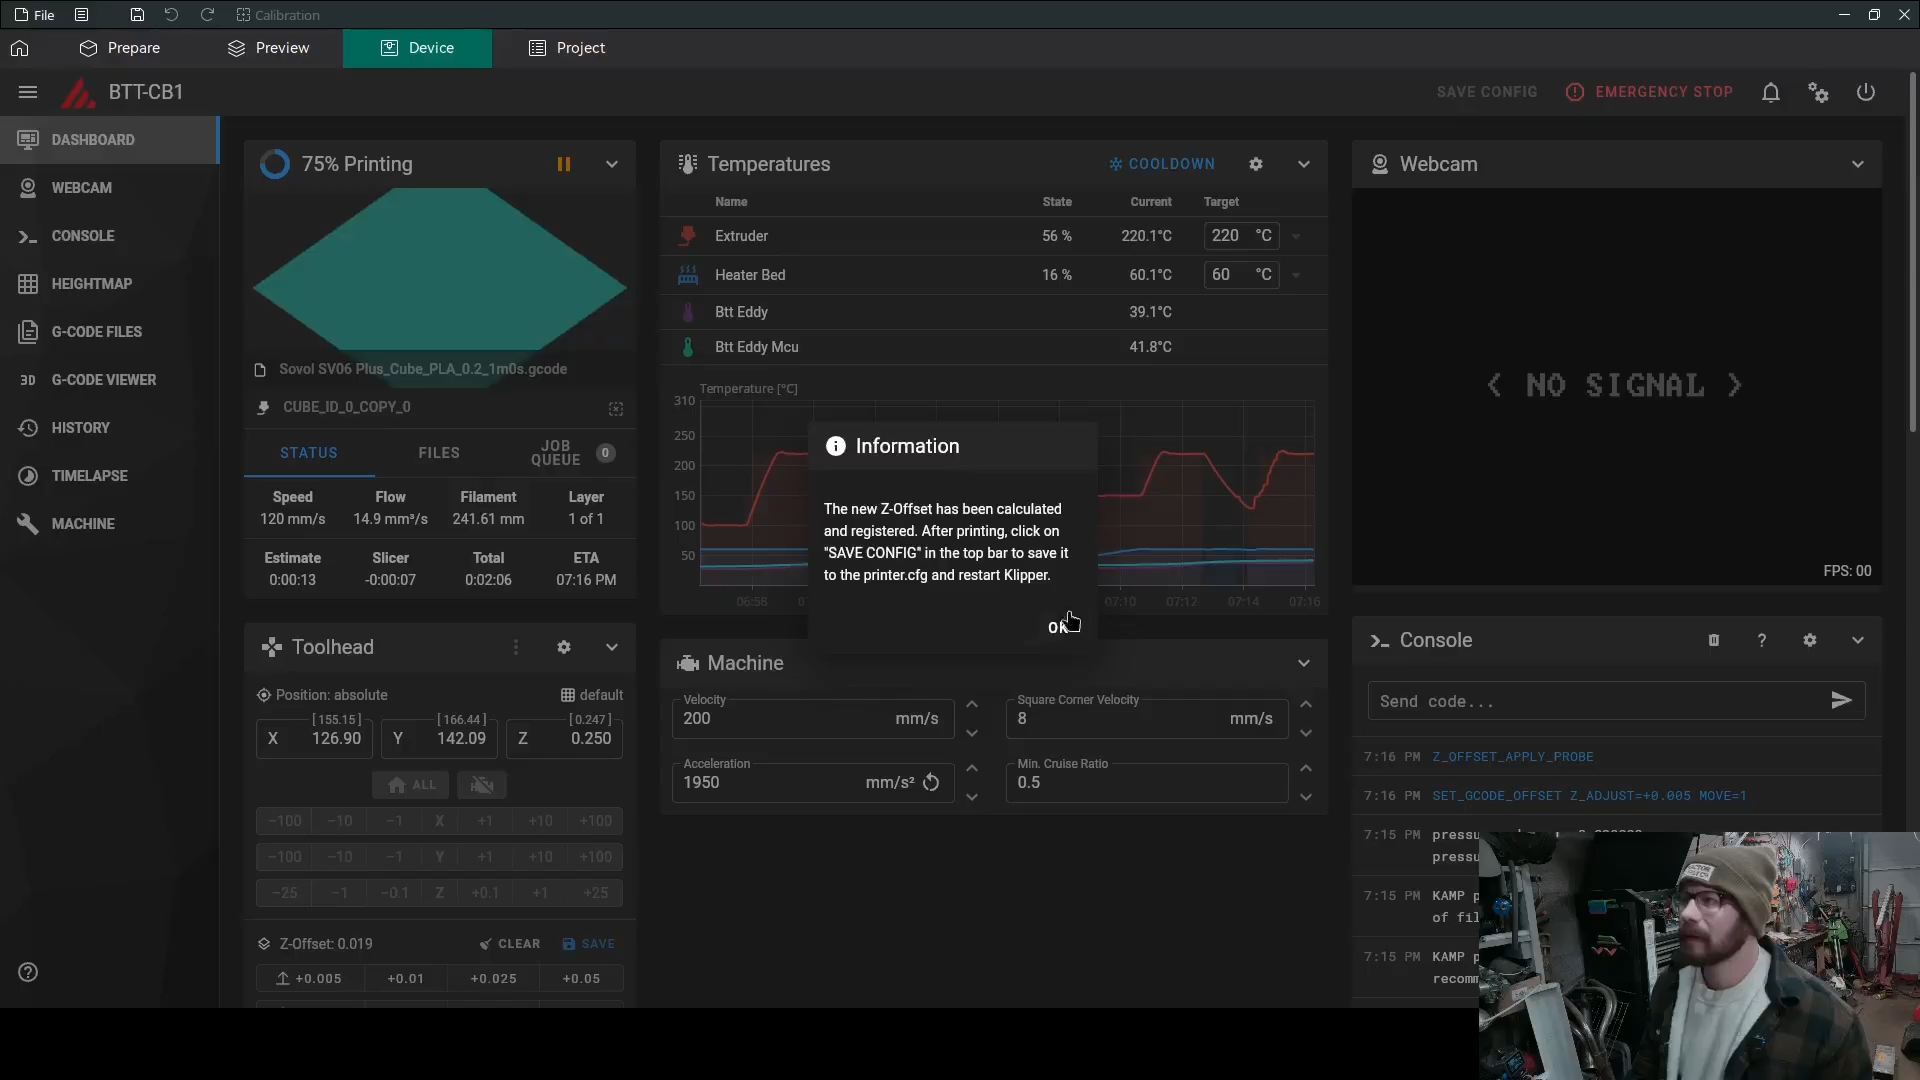 File Calibration
Prepare Preview Device Project
BTT-CB1 SAVE CONFIG EMERGENCY STOP
DASHBOARD
WEBCAM
CONSOLE
HEIGHTMAP
G-CODE FILES
3D G-CODE VIEWER
HISTORY
TIMELAPSE
MACHINE
75% Printing
Sovol SV06 Plus_Cube_PLA_0.2_1m0s.gcode
CUBE_ID_0_COPY_0
STATUS FILES JOB QUEUE 0
Speed Flow Filament Layer
120 mm/s 14.9 mm³/s 241.61 mm 1 of 1
Estimate Slicer Total ETA
0:00:13 -0:00:07 0:02:06 07:16 PM
Toolhead
Position: absolute default
[ 155.15 ] [ 166.44 ] [ 0.247 ]
X 126.90 Y 142.09 Z 0.250
ALL
-100 -10 -1 X +1 +10 +100
-100 -10 -1 Y +1 +10 +100
-25 -1 -0.1 Z +0.1 +1 +25
Z-Offset: 0.019 CLEAR SAVE
+0.005 +0.01 +0.025 +0.05
Temperatures COOLDOWN
Name State Current Target
Extruder 56 % 220.1°C 220 °C
Heater Bed 16 % 60.1°C 60 °C
Btt Eddy 39.1°C
Btt Eddy Mcu 41.8°C
Temperature [°C]
310
250
200
150
100
50
06:58 07:10 07:12 07:14 07:16
Information
The new Z-Offset has been calculated
and registered. After printing, click on
"SAVE CONFIG" in the top bar to save it
to the printer.cfg and restart Klipper.
OK
Machine
Velocity Square Corner Velocity
200 mm/s 8 mm/s
Acceleration Min. Cruise Ratio
1950 mm/s² 0.5
Webcam
< NO SIGNAL >
FPS: 00
Console
Send code...
7:16 PM Z_OFFSET_APPLY_PROBE
7:16 PM SET_GCODE_OFFSET Z_ADJUST=+0.005 MOVE=1
7:15 PM
7:15 PM KAMP
of
7:15 PM KAMP